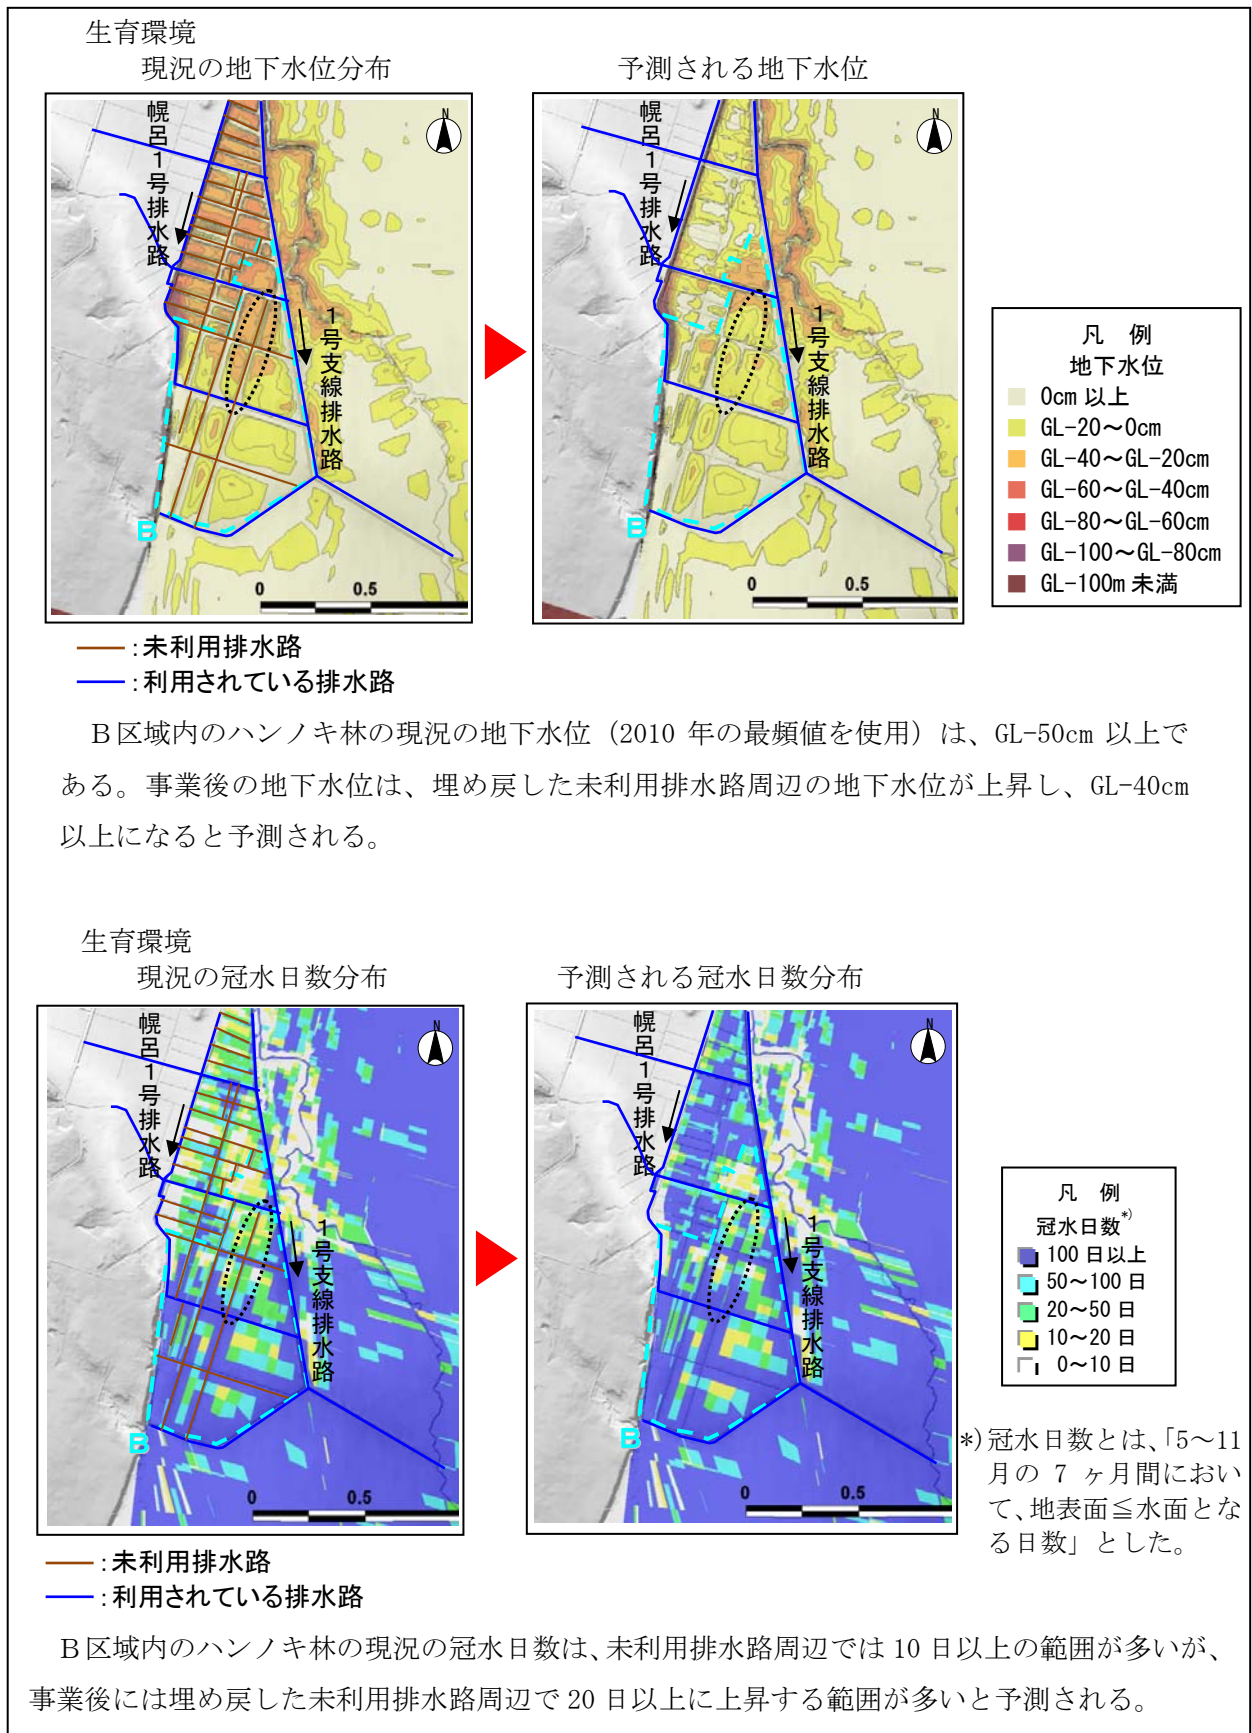 生育環境
現況の地下水位分布
予測される地下水位
幌呂1号排水路
1号支線排水路
N
B
0 0.5
幌呂1号排水路
1号支線排水路
N
B
0 0.5
凡 例
地下水位
0cm 以上
GL-20～0cm
GL-40～GL-20cm
GL-60～GL-40cm
GL-80～GL-60cm
GL-100～GL-80cm
GL-100m 未満
：未利用排水路
：利用されている排水路
Ｂ区域内のハンノキ林の現況の地下水位（2010 年の最頻値を使用）は、GL-50cm 以上で
ある。事業後の地下水位は、埋め戻した未利用排水路周辺の地下水位が上昇し、GL-40cm
以上になると予測される。
生育環境
現況の冠水日数分布
予測される冠水日数分布
幌呂1号排水路
1号支線排水路
N
B
0 0.5
幌呂1号排水路
1号支線排水路
N
B
0 0.5
凡 例
冠水日数*)
100 日以上
50～100 日
20～50 日
10～20 日
0～10 日
*)冠水日数とは、「5～11
月の 7 ヶ月間におい
て、地表面≦水面とな
る日数」とした。
：未利用排水路
：利用されている排水路
Ｂ区域内のハンノキ林の現況の冠水日数は、未利用排水路周辺では 10 日以上の範囲が多いが、
事業後には埋め戻した未利用排水路周辺で 20 日以上に上昇する範囲が多いと予測される。